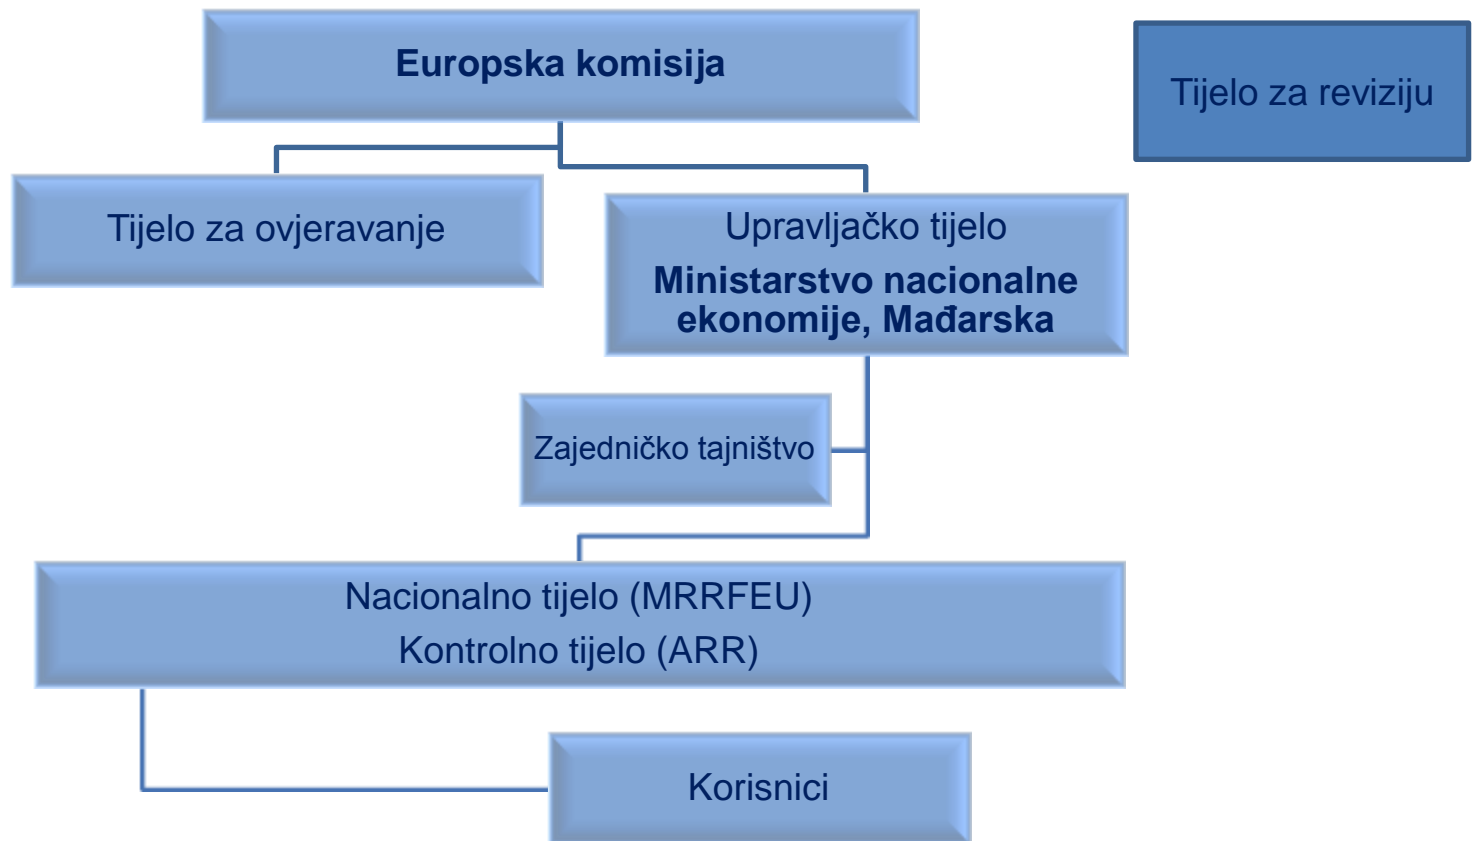 Europska komisija
Tijelo za reviziju
Tijelo za ovjeravanje
Upravljačko tijelo
Ministarstvo nacionalne
ekonomije, Mađarska
Zajedničko tajništvo
Nacionalno tijelo (MRRFEU)
Kontrolno tijelo (ARR)
Korisnici